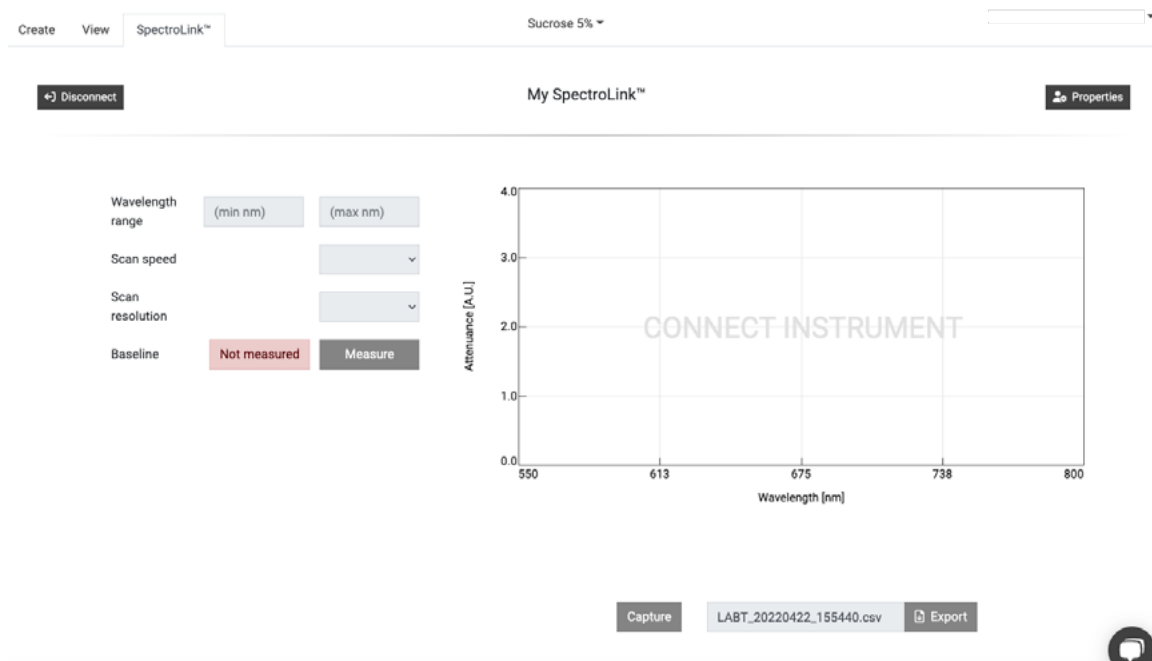 Create View SpectroLink™
Sucrose 5%
Disconnect
My SpectroLink™
Properties
Wavelength
range
(min nm) (max nm)
Scan speed
Scan
resolution
Baseline Not measured Measure
4.0
3.0
2.0
1.0
0.0
Attenuance [A.U.]
CONNECT INSTRUMENT
550 613 675 738 800
Wavelength [nm]
Capture LABT_20220422_155440.csv Export